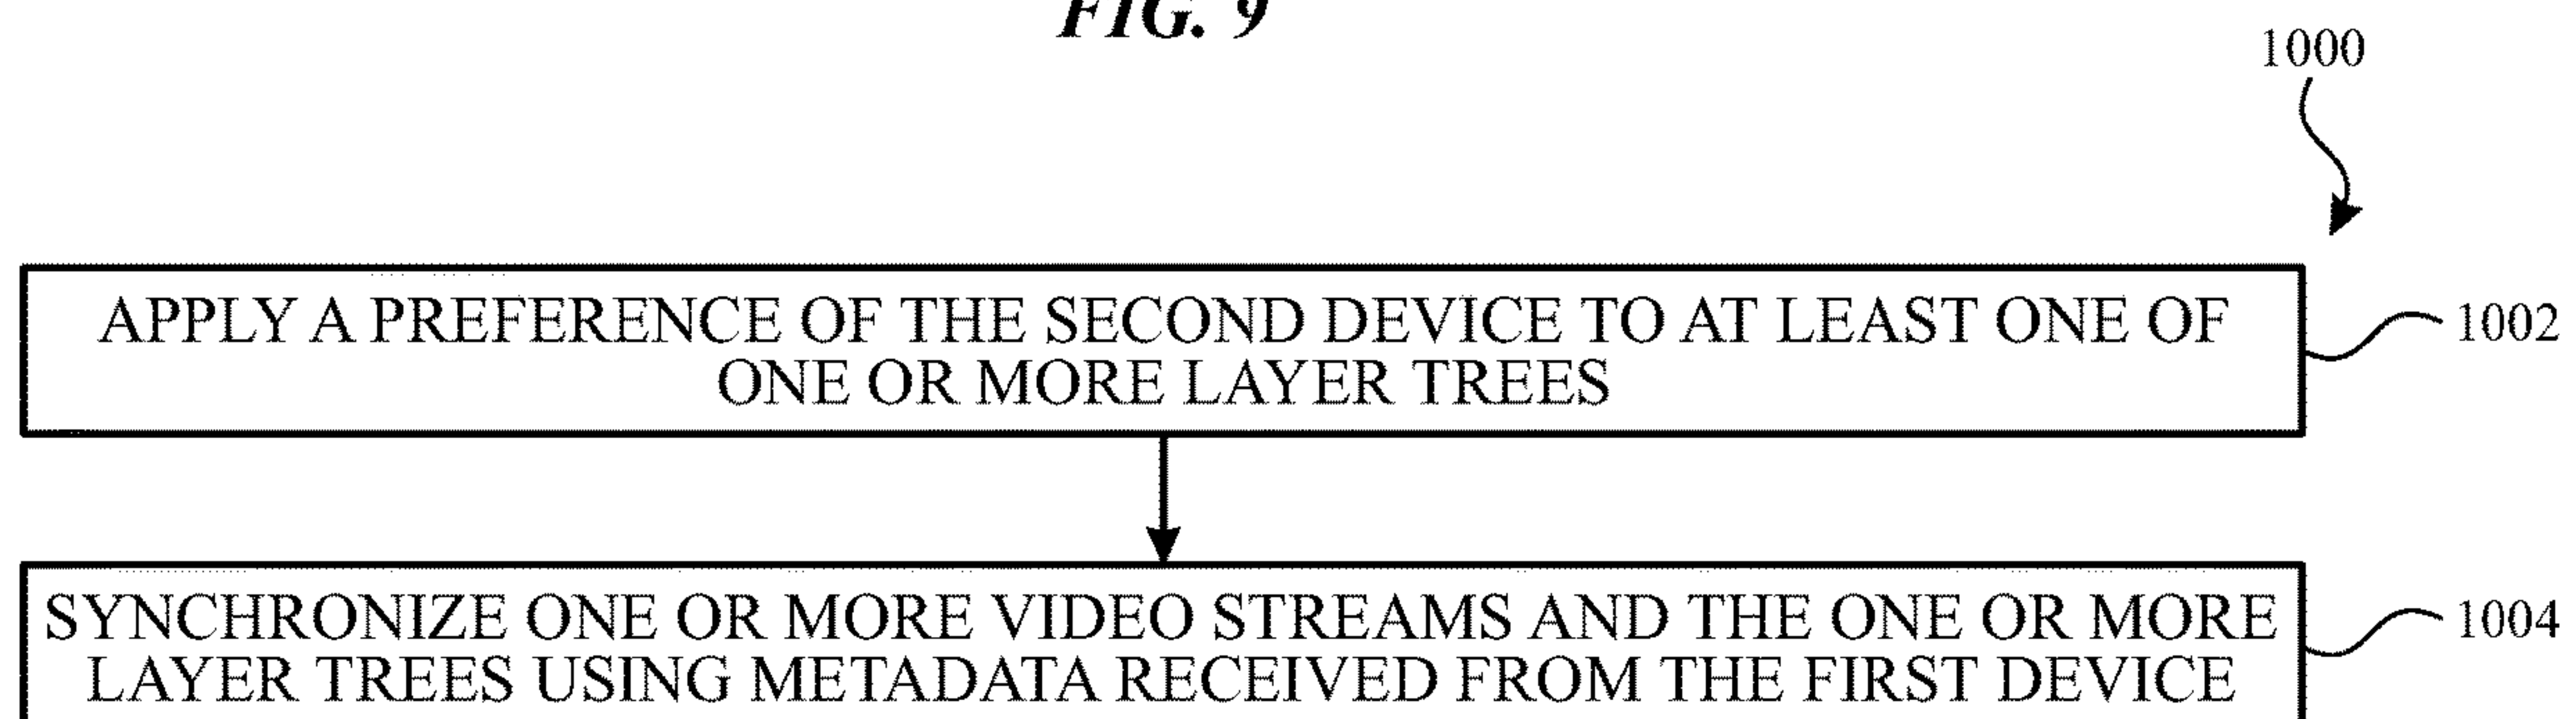 FIG. 9
1000
APPLY A PREFERENCE OF THE SECOND DEVICE TO AT LEAST ONE OF
ONE OR MORE LAYER TREES
1002
SYNCHRONIZE ONE OR MORE VIDEO STREAMS AND THE ONE OR MORE
LAYER TREES USING METADATA RECEIVED FROM THE FIRST DEVICE
1004